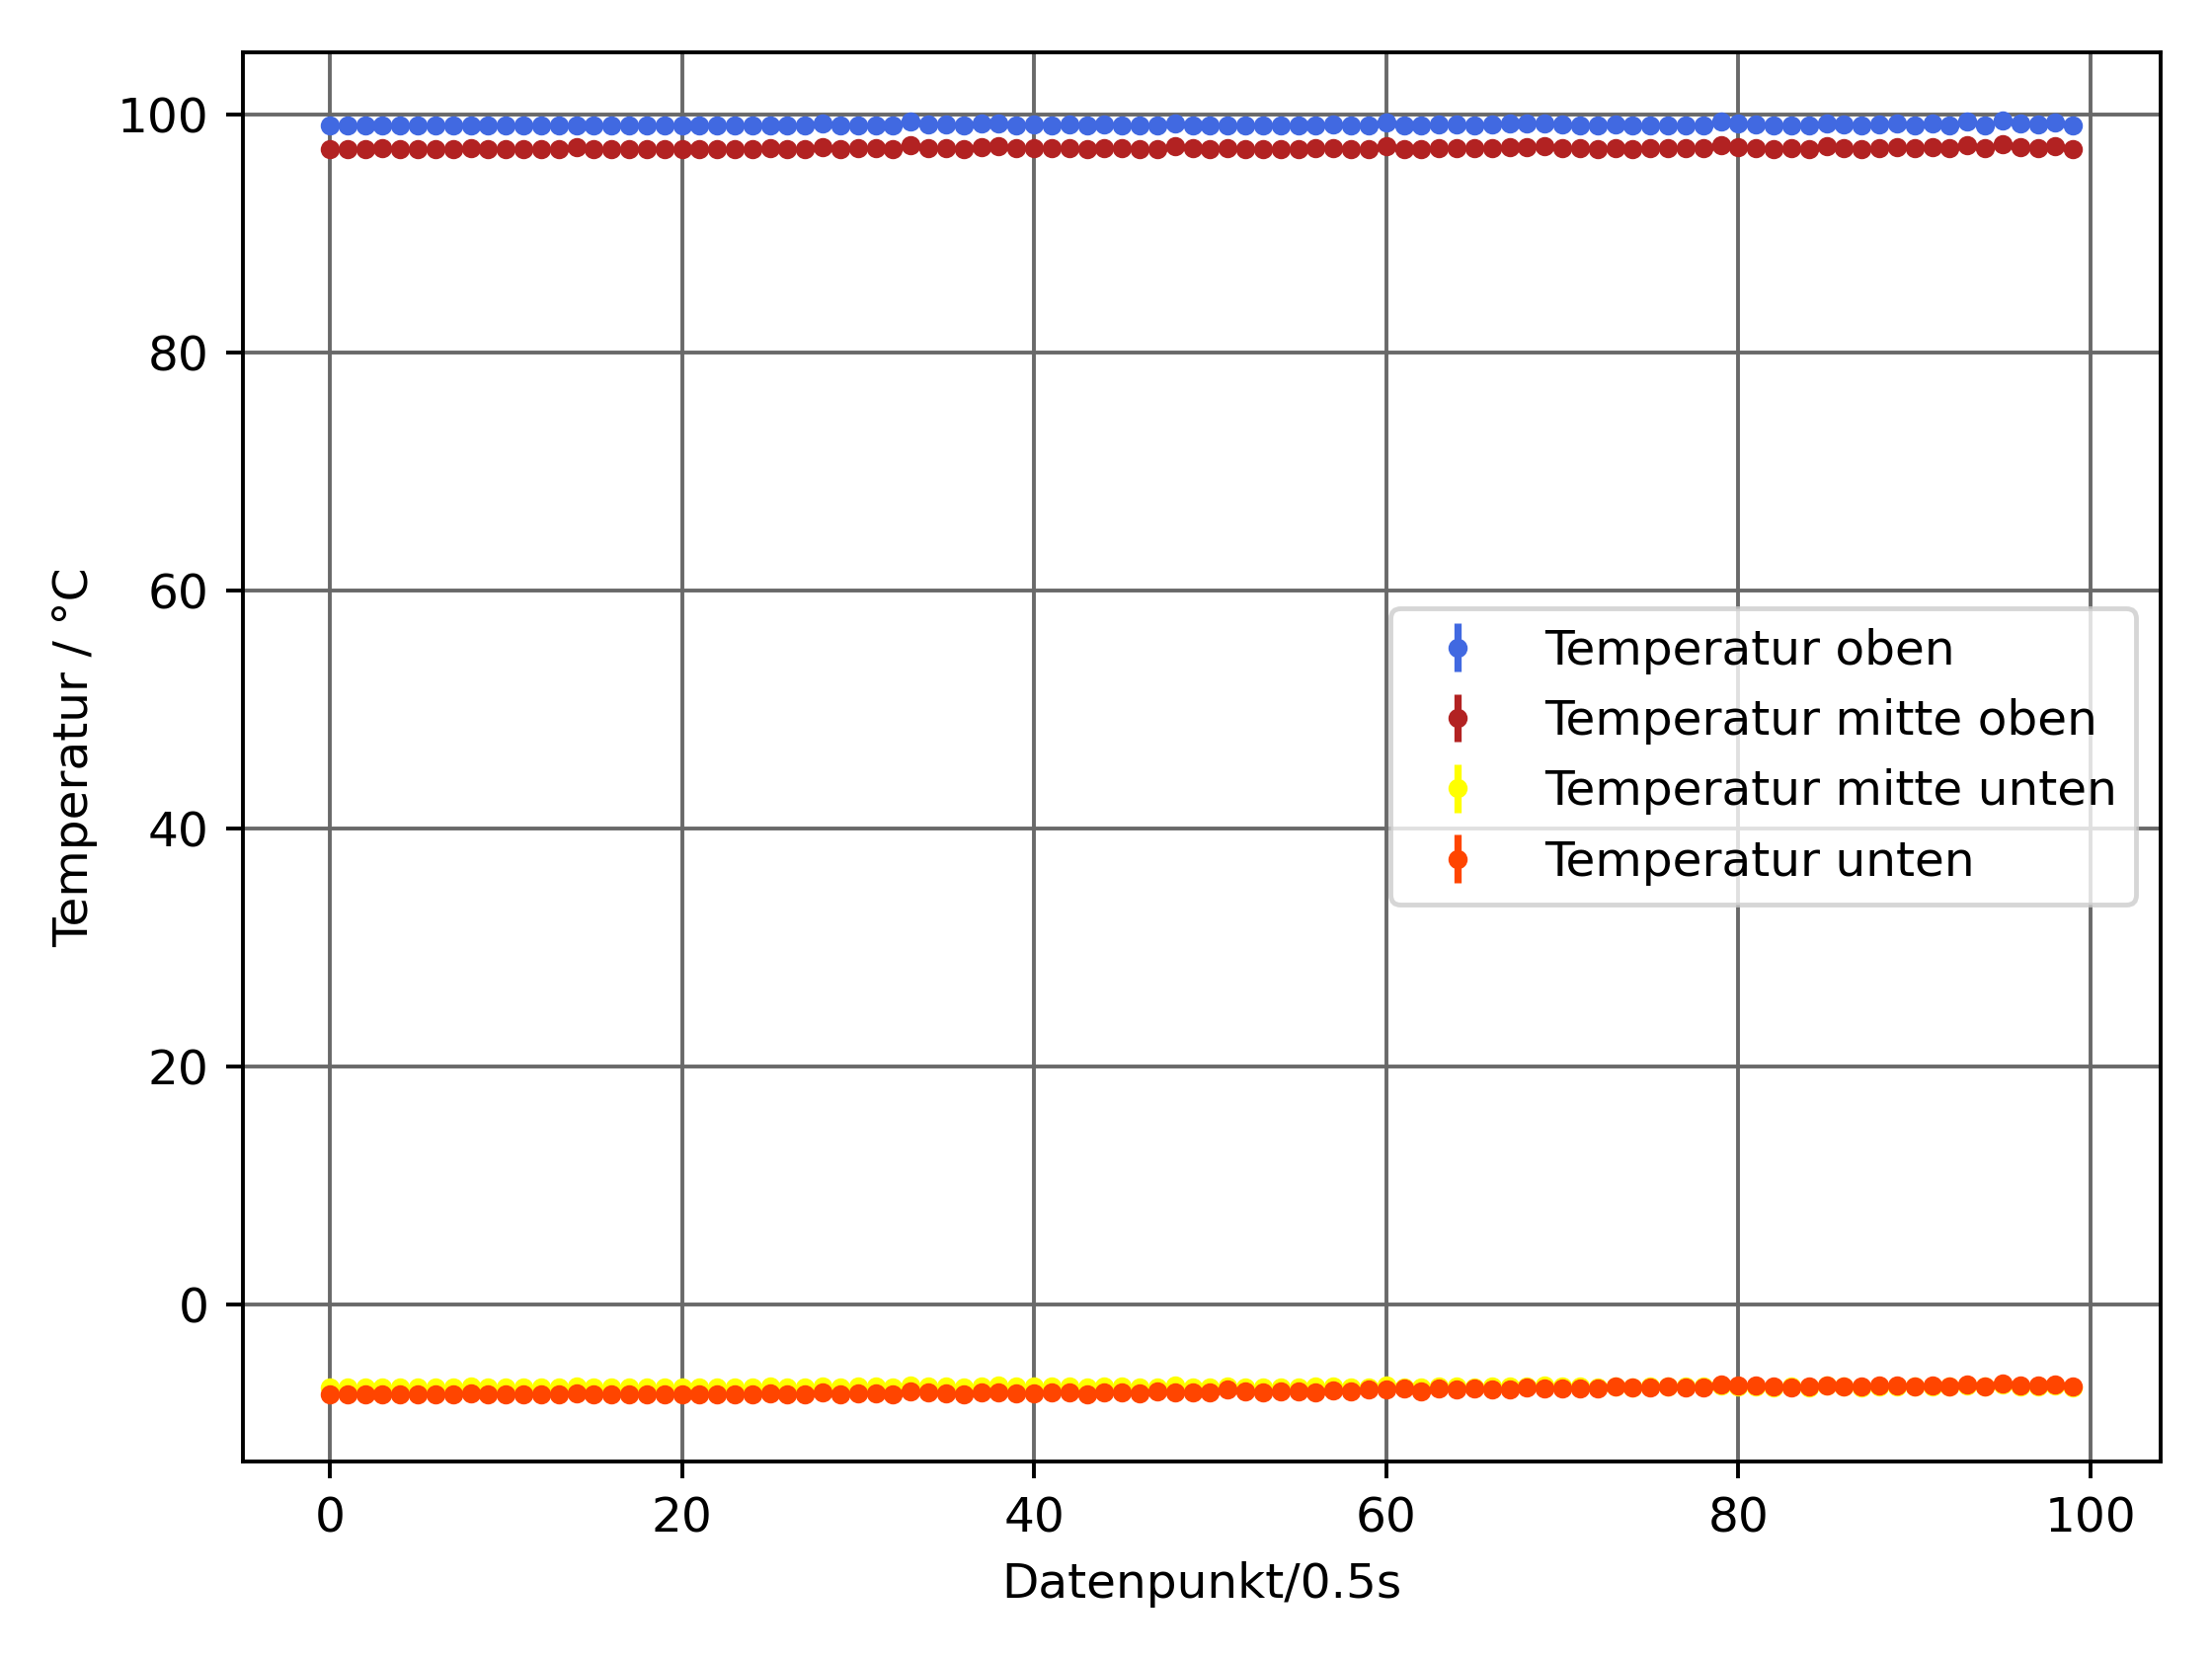 Temperatur / °C
100
80
60
40
20
0
Temperatur oben
Temperatur mitte oben
Temperatur mitte unten
Temperatur unten
0 20 40 60 80 100
Datenpunkt/0.5s